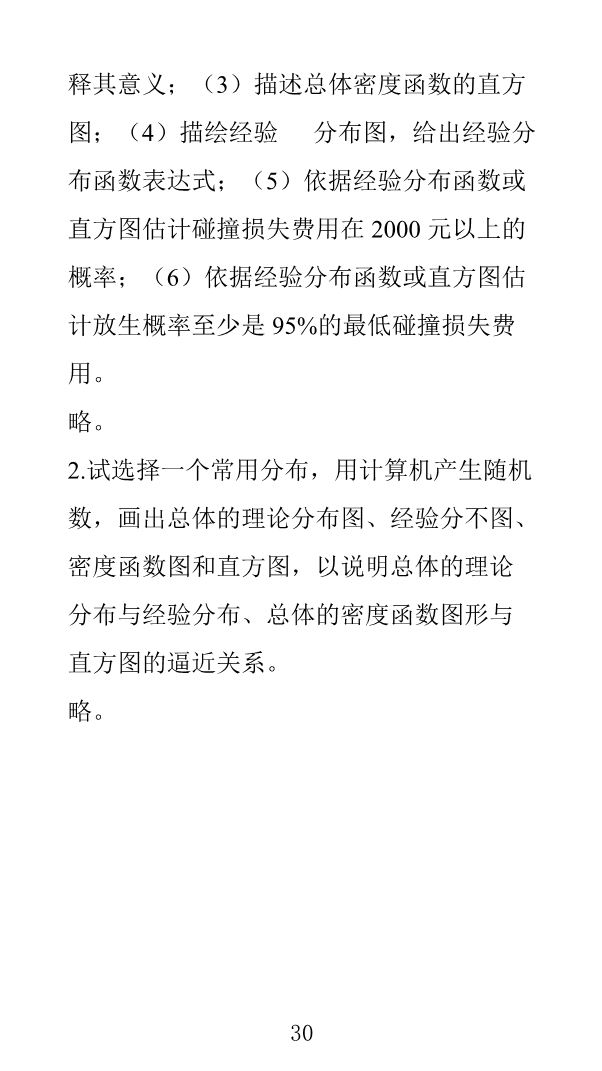 释其意义；（3）描述总体密度函数的直方
图；（4）描绘经验   分布图，给出经验分
布函数表达式；（5）依据经验分布函数或
直方图估计碰撞损失费用在 2000 元以上的
概率；（6）依据经验分布函数或直方图估
计放生概率至少是 95%的最低碰撞损失费
用。
略。
2.试选择一个常用分布，用计算机产生随机
数，画出总体的理论分布图、经验分不图、
密度函数图和直方图，以说明总体的理论
分布与经验分布、总体的密度函数图形与
直方图的逼近关系。
略。
30